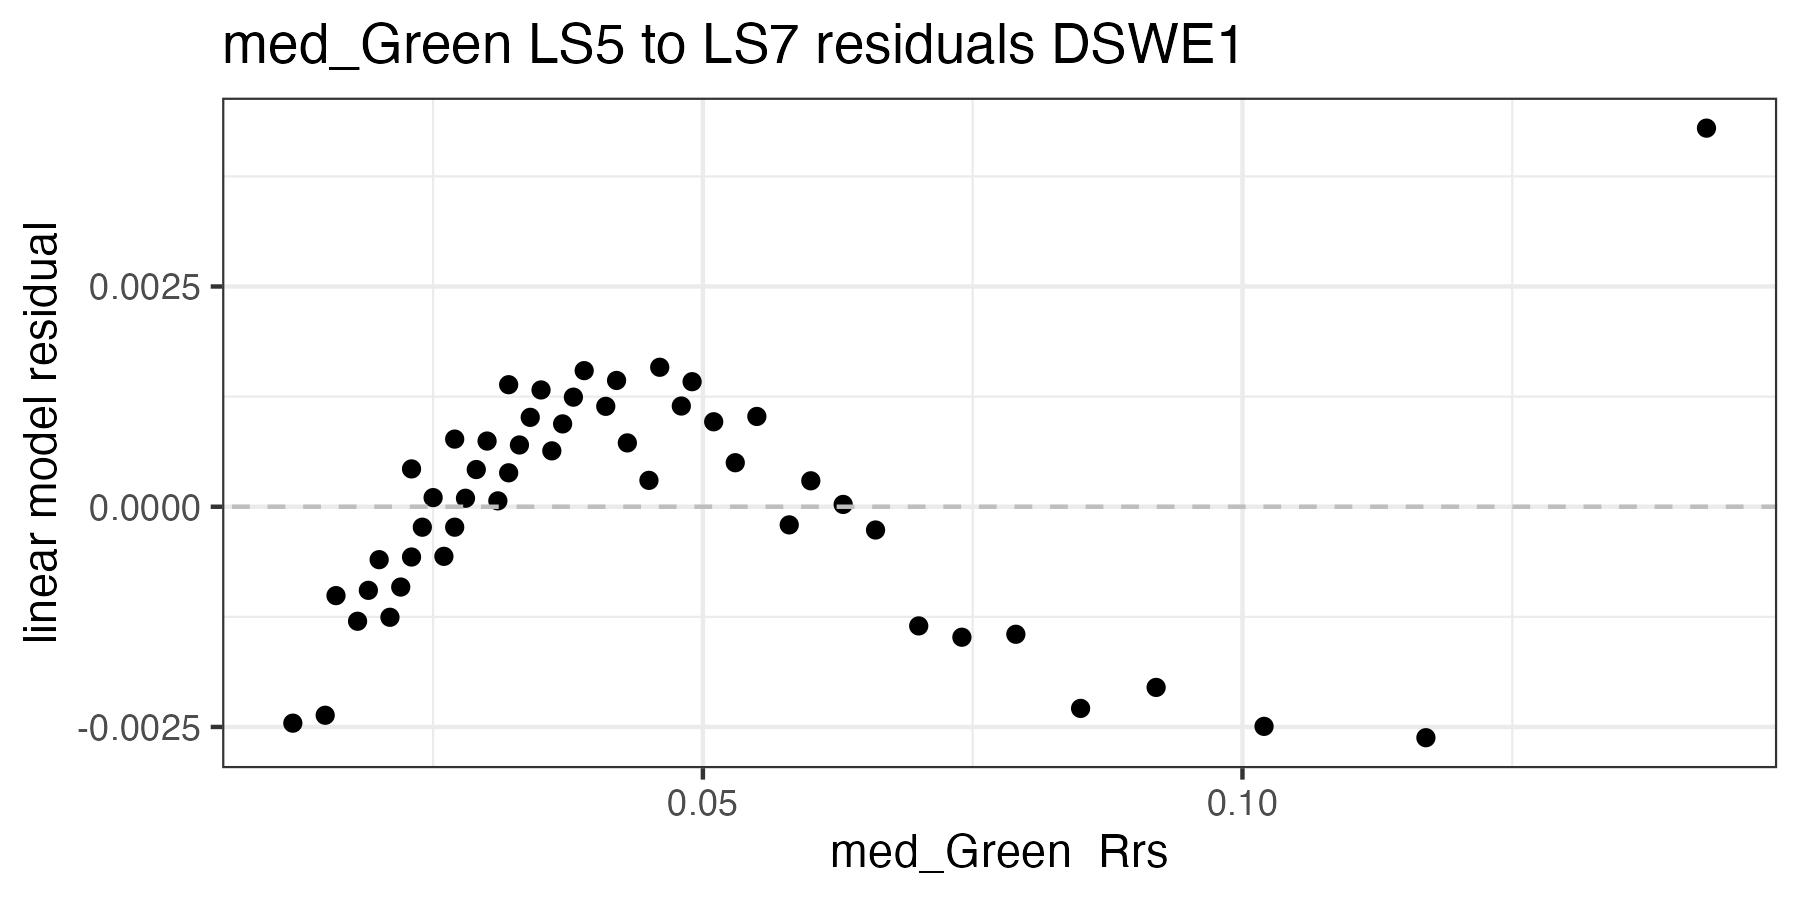 med_Green LS5 to LS7 residuals DSWE1
linear model residual
0.0025
0.0000
-0.0025
0.05
0.10
med_Green  Rrs